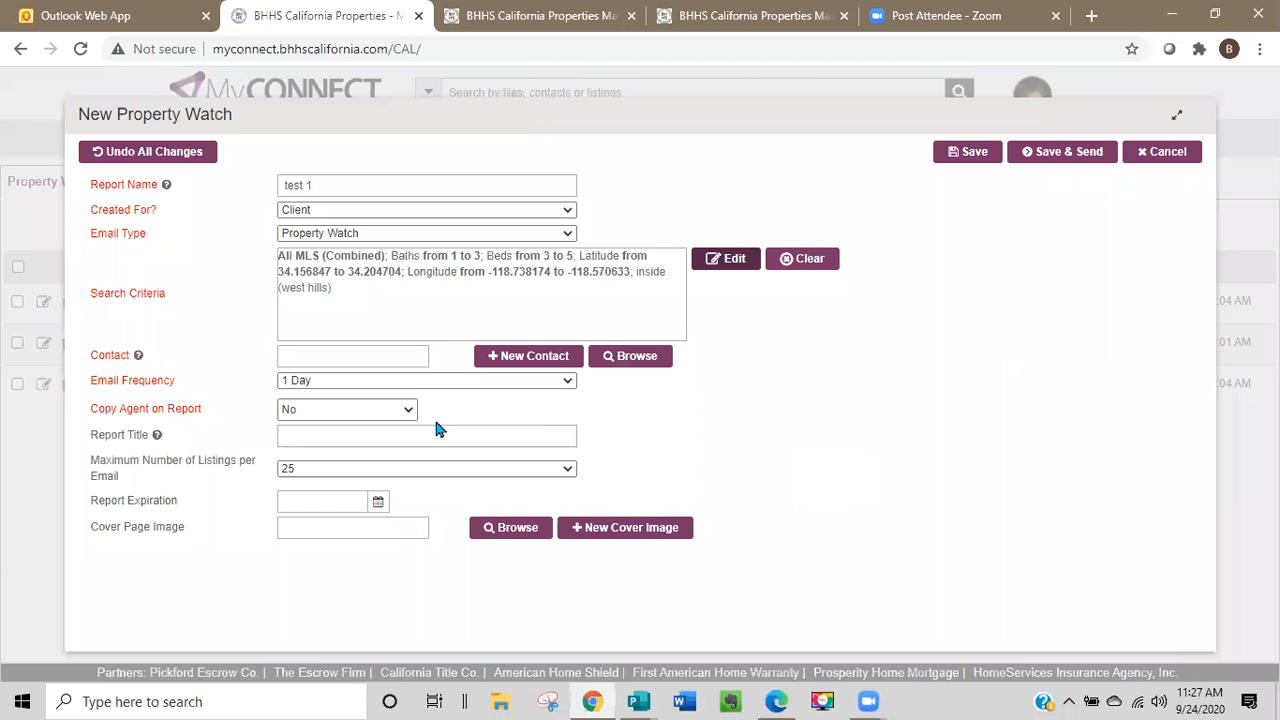 Outlook Web App
BHHS California Properties - M
BHHS California Properties Ma
BHHS California Properties Ma
Post Attendee - Zoom
Not secure
myconnect.bhhscalifornia.com/CAL/
B
MyCONNECT
Search by tiles, contacts or listings
New Property Watch
Undo All Changes
Save
Save & Send
Cancel
Property W
Report Name
test 1
Created For?
Client
Email Type
Property Watch
Search Criteria
All MLS (Combined); Baths from 1 to 3; Beds from 3 to 5; Latitude from
34.156847 to 34.204704; Longitude from -118.738174 to -118.570633; inside
(west hills)
Edit
Clear
:04 AM
:01 AM
:04 AM
Contact
New Contact
Browse
Email Frequency
1 Day
Copy Agent on Report
No
Report Title
Maximum Number of Listings per
Email
25
Report Expiration
Cover Page Image
Browse
New Cover Image
Partners: Pickford Escrow Co. | The Escrow Firm | California Title Co. | American Home Shield | First American Home Warranty | Prosperity Home Mortgage | HomeServices Insurance Agency, Inc.
Type here to search
11:27 AM
9/24/2020